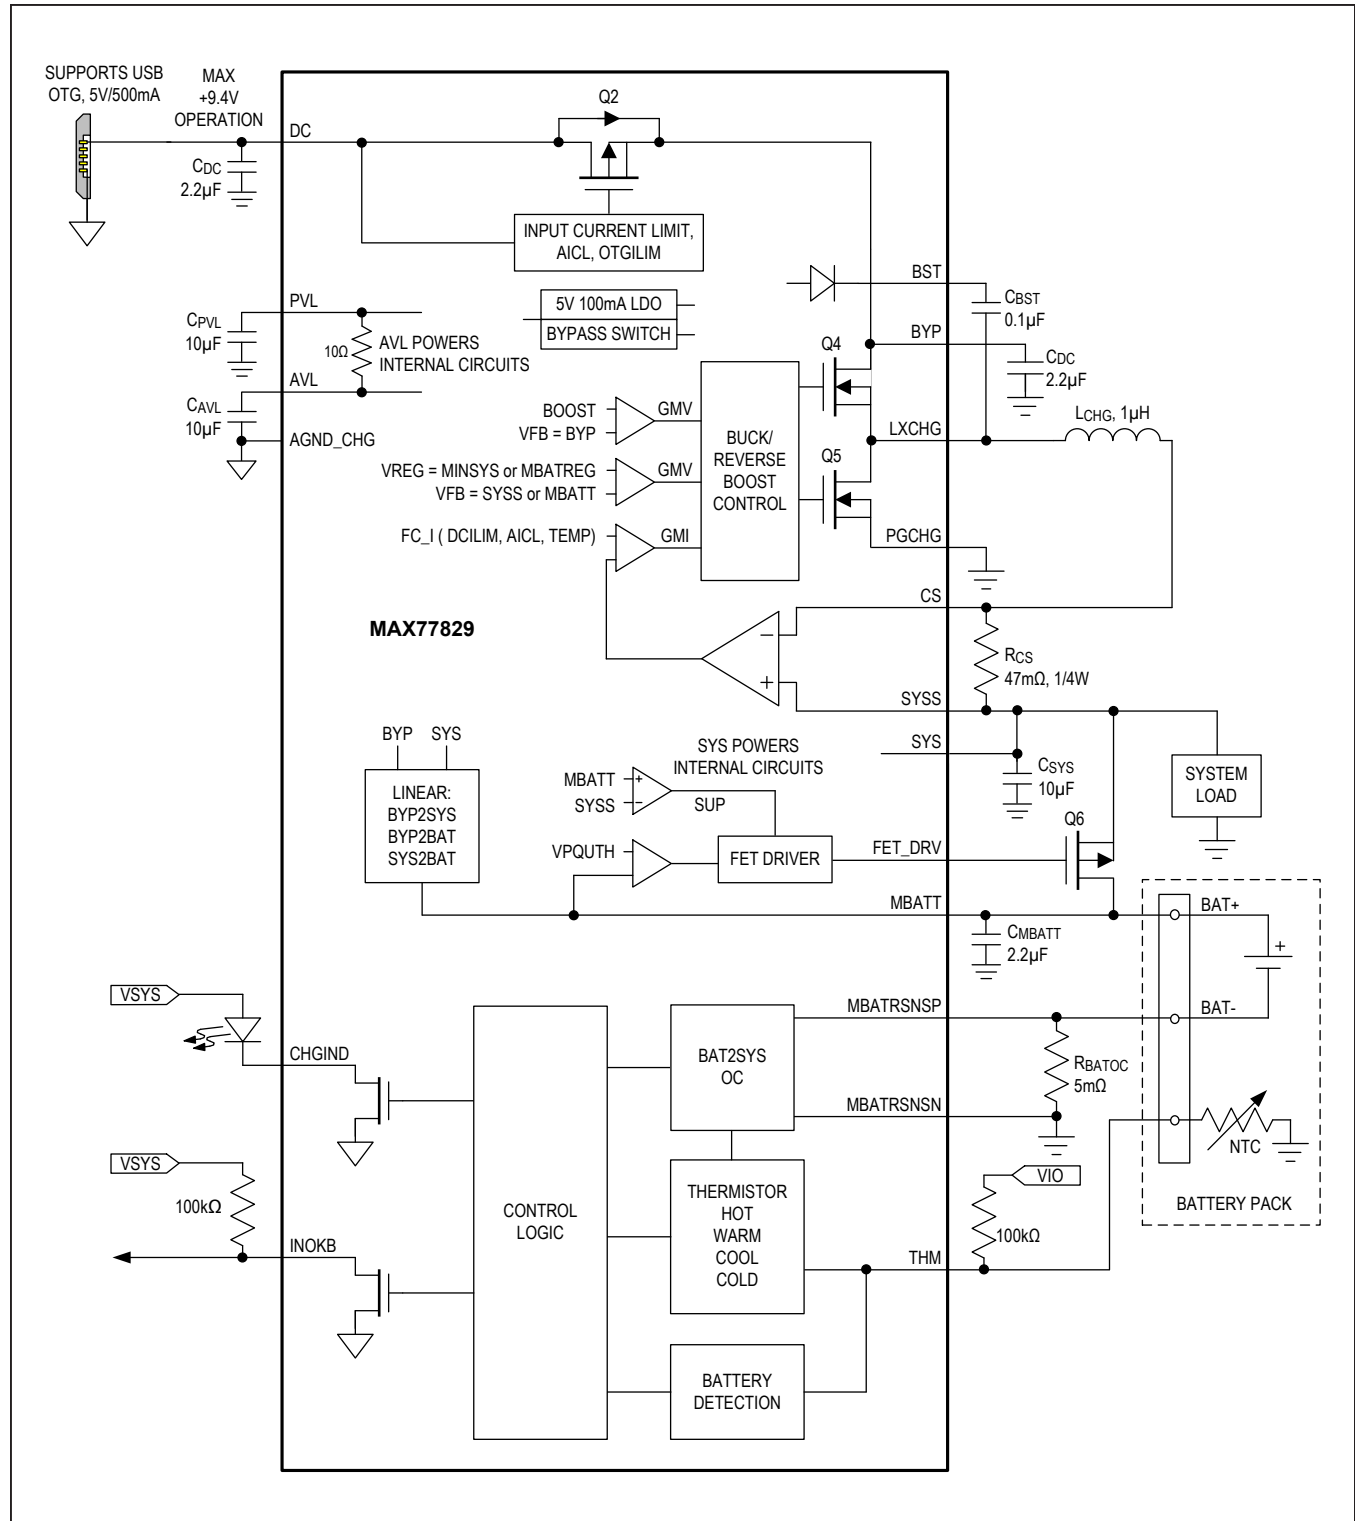 SUPPORTS USB
OTG, 5V/500mA
MAX
+9.4V
OPERATION
DC
Q2
CDC
2.2µF
INPUT CURRENT LIMIT,
AICL, OTGILIM
BST
CBST
0.1µF
PVL
CPVL
10µF
10Ω
AVL POWERS
INTERNAL CIRCUITS
5V 100mA LDO
BYPASS SWITCH
BYP
Q4
CDC
2.2µF
AVL
CAVL
10µF
AGND_CHG
BOOST
VFB = BYP
GMV
VREG = MINSYS or MBATREG
VFB = SYSS or MBATT
GMV
FC_I ( DCILIM, AICL, TEMP)
GMI
BUCK/
REVERSE
BOOST
CONTROL
LXCHG
LCHG, 1µH
Q5
PGCHG
CS
MAX77829
−
+
RCS
47mΩ, 1/4W
SYSS
SYS
BYP SYS
SYS POWERS
INTERNAL CIRCUITS
LINEAR:
BYP2SYS
BYP2BAT
SYS2BAT
MBATT
SYSS
+
−
SUP
CSYS
10µF
SYSTEM
LOAD
Q6
VPQUTH
FET DRIVER
FET_DRV
MBATT
BAT+
CMBATT
2.2µF
+
VSYS
MBATRSNSP
BAT-
CHGIND
BAT2SYS
OC
RBATOC
5mΩ
MBATRSNSN
NTC
VSYS
100kΩ
INOKB
CONTROL
LOGIC
THERMISTOR
HOT
WARM
COOL
COLD
VIO
100kΩ
THM
BATTERY PACK
BATTERY
DETECTION